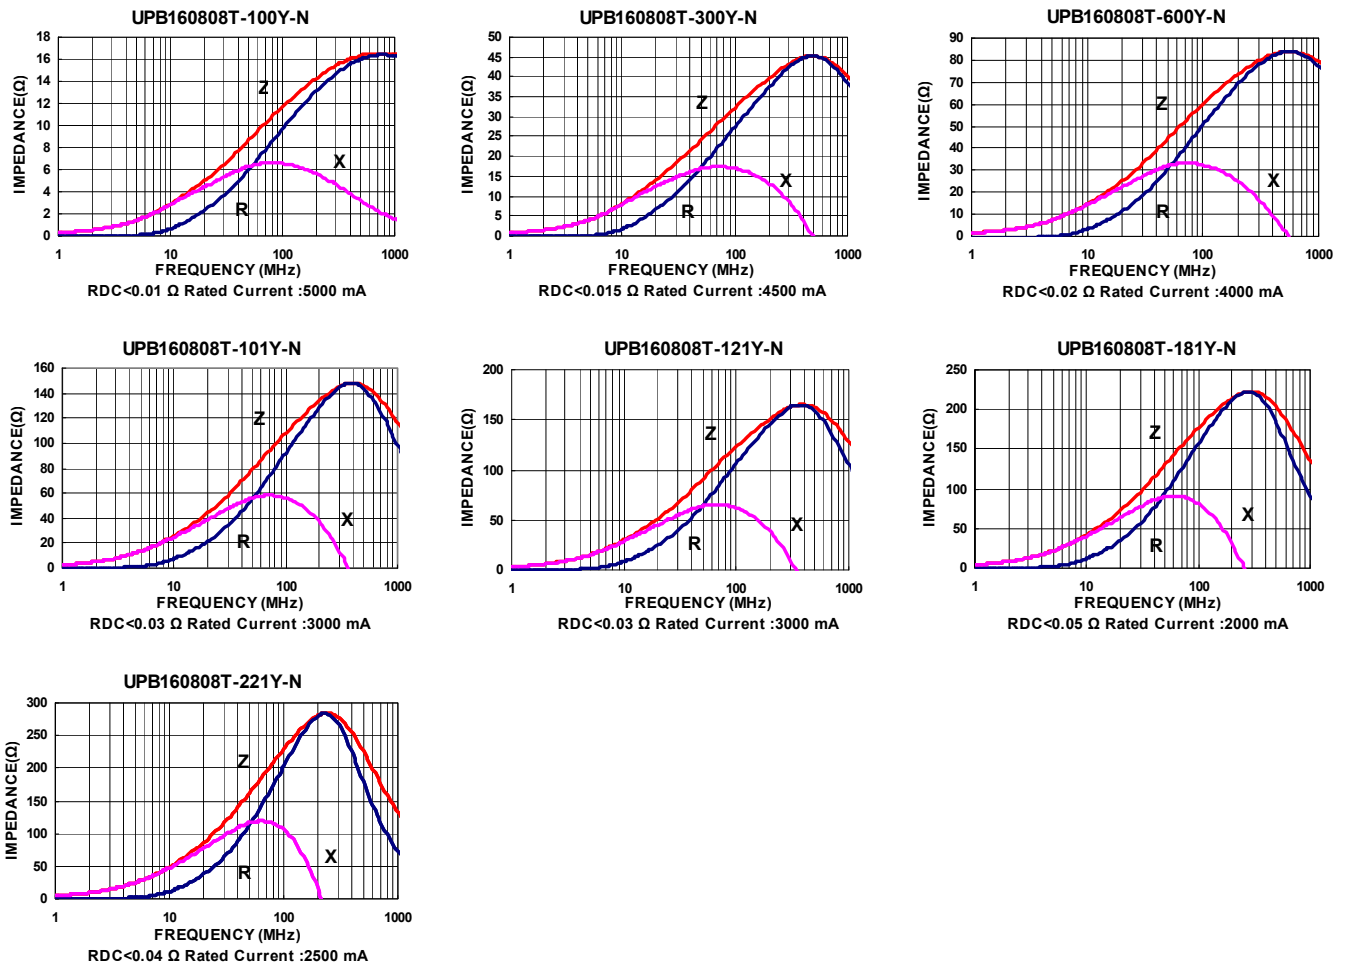 UPB160808T-100Y-N
IMPEDANCE(Ω)
18
16
14
12
10
8
6
4
2
0
Z
X
R
1 10 100 1000
FREQUENCY (MHz)
RDC<0.01 Ω Rated Current :5000 mA
UPB160808T-300Y-N
IMPEDANCE(Ω)
50
45
40
35
30
25
20
15
10
5
0
Z
X
R
1 10 100 1000
FREQUENCY (MHz)
RDC<0.015 Ω Rated Current :4500 mA
UPB160808T-600Y-N
IMPEDANCE(Ω)
90
80
70
60
50
40
30
20
10
0
Z
X
R
1 10 100 1000
FREQUENCY (MHz)
RDC<0.02 Ω Rated Current :4000 mA
UPB160808T-101Y-N
IMPEDANCE(Ω)
160
140
120
100
80
60
40
20
0
Z
X
R
1 10 100 1000
FREQUENCY (MHz)
RDC<0.03 Ω Rated Current :3000 mA
UPB160808T-121Y-N
IMPEDANCE(Ω)
200
150
100
50
0
Z
X
R
1 10 100 1000
FREQUENCY (MHz)
RDC<0.03 Ω Rated Current :3000 mA
UPB160808T-181Y-N
IMPEDANCE(Ω)
250
200
150
100
50
0
Z
X
R
1 10 100 1000
FREQUENCY (MHz)
RDC<0.05 Ω Rated Current :2000 mA
UPB160808T-221Y-N
IMPEDANCE(Ω)
300
250
200
150
100
50
0
Z
X
R
1 10 100 1000
FREQUENCY (MHz)
RDC<0.04 Ω Rated Current :2500 mA